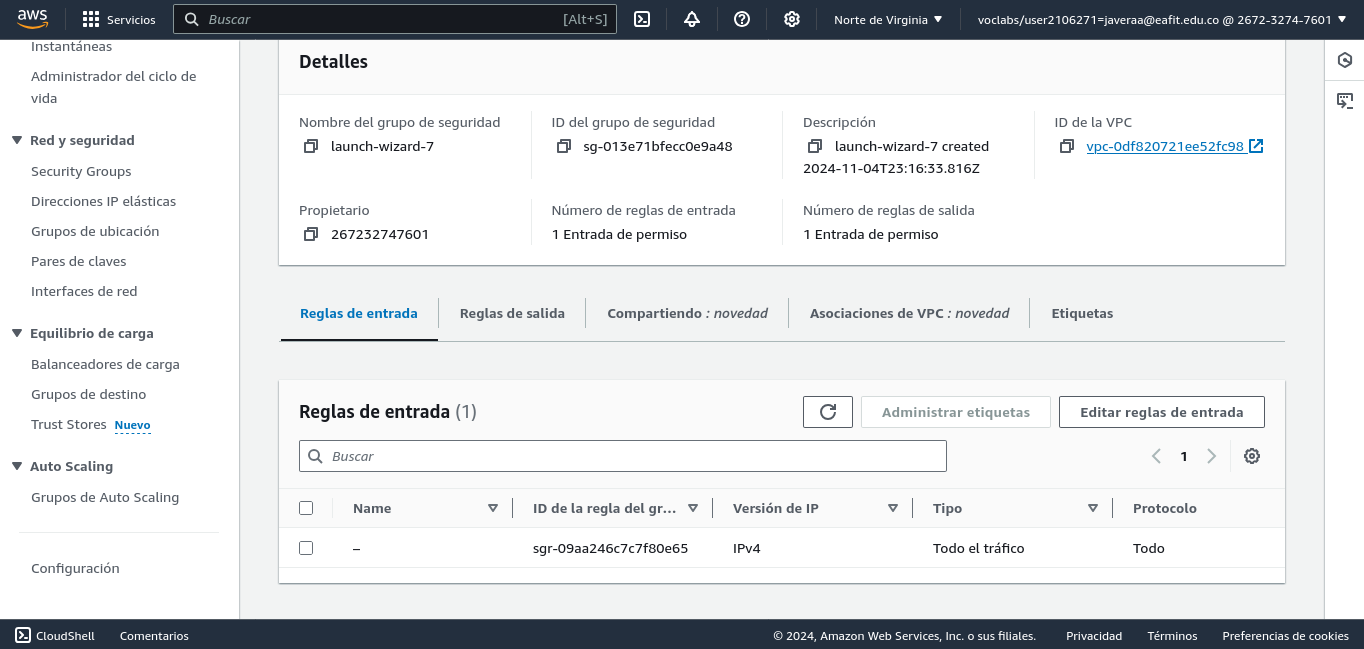 aws Servicios Buscar [Alt+S] Norte de Virginia voclabs/user2106271=javeraa@eafit.edu.co @ 2672-3274-7601
Instantáneas
Administrador del ciclo de
vida
Red y seguridad
Security Groups
Direcciones IP elásticas
Grupos de ubicación
Pares de claves
Interfaces de red
Equilibrio de carga
Balanceadores de carga
Grupos de destino
Trust Stores Nuevo
Auto Scaling
Grupos de Auto Scaling
Configuración
Detalles
Nombre del grupo de seguridad
launch-wizard-7
ID del grupo de seguridad
sg-013e71bfecc0e9a48
Descripción
launch-wizard-7 created
2024-11-04T23:16:33.816Z
ID de la VPC
vpc-0df820721ee52fc98
Propietario
267232747601
Número de reglas de entrada
1 Entrada de permiso
Número de reglas de salida
1 Entrada de permiso
Reglas de entrada Reglas de salida Compartiendo : novedad Asociaciones de VPC : novedad Etiquetas
Reglas de entrada (1) Administrar etiquetas Editar reglas de entrada
Buscar 1
Name ID de la regla del gr... Versión de IP Tipo Protocolo
– sgr-09aa246c7c7f80e65 IPv4 Todo el tráfico Todo
CloudShell Comentarios © 2024, Amazon Web Services, Inc. o sus filiales. Privacidad Términos Preferencias de cookies